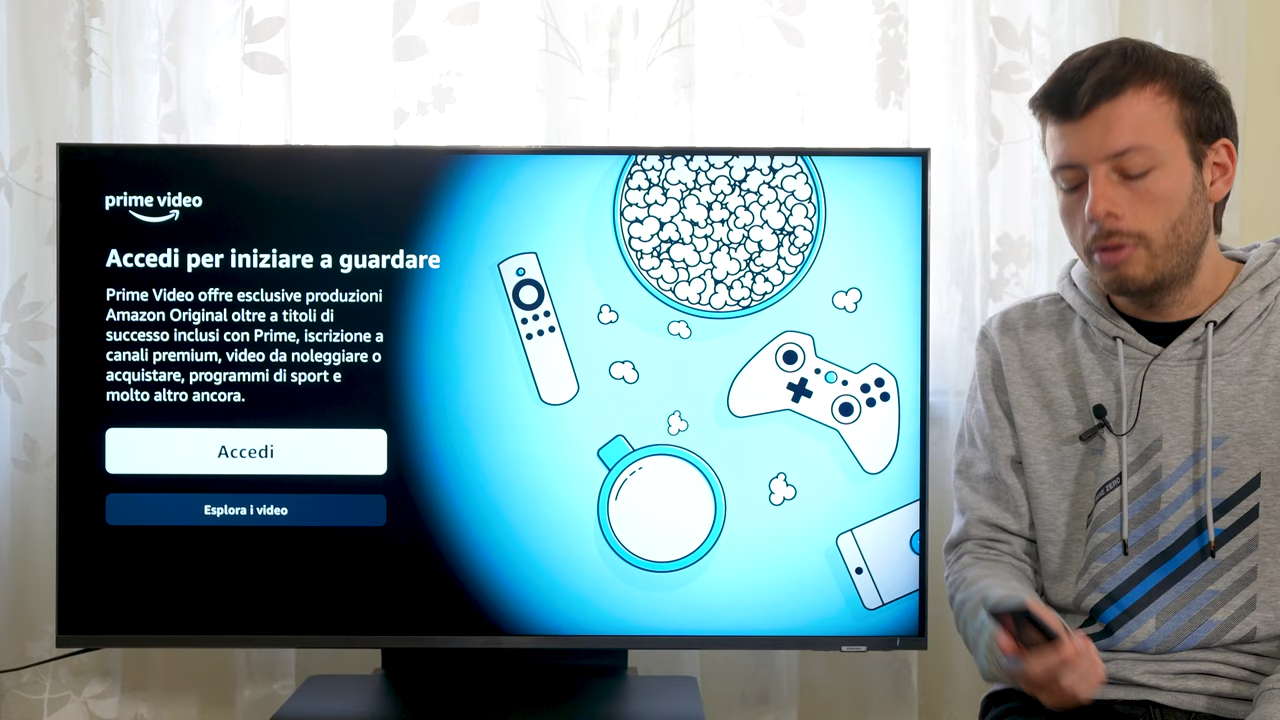 prime video
Accedi per iniziare a guardare
Prime Video offre esclusive produzioni
Amazon Original oltre a titoli di
successo inclusi con Prime, iscrizione a
canali premium, video da noleggiare o
acquistare, programmi di sport e
molto altro ancora.
Accedi
Esplora i video